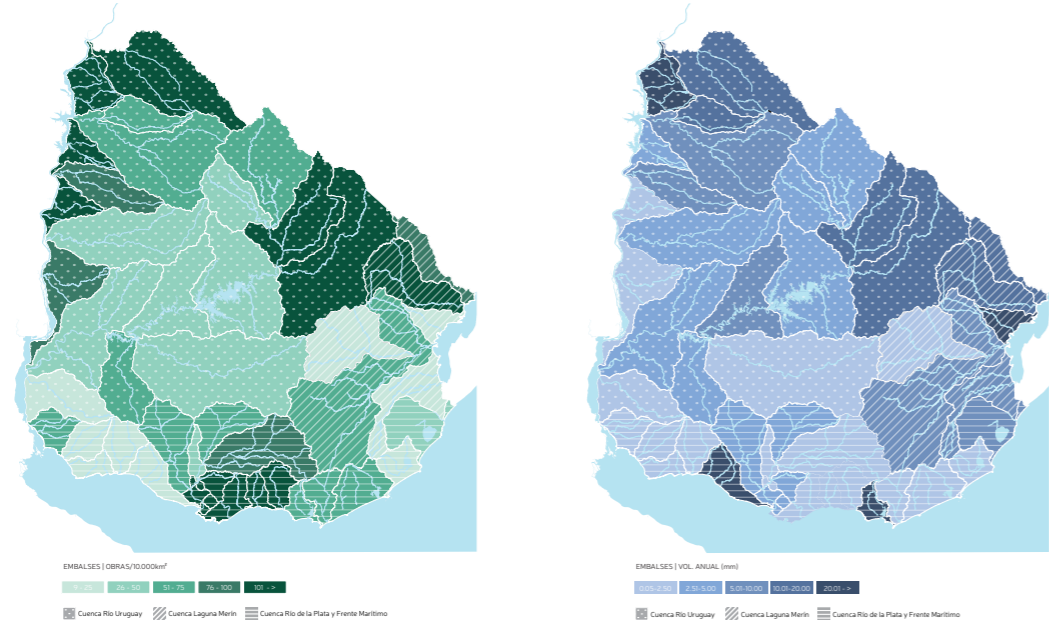 EMBALSES | OBRAS/10.000km²
9 - 25 26 - 50 51 - 75 76 - 100 101 - >
Cuenca Río Uruguay Cuenca Laguna Merin Cuenca Río de la Plata y Frente Marítimo
EMBALSES | VOL. ANUAL (mm)
0.05-2.50 2.51-5.00 5.01-10.00 10.01-20.00 20.01 - >
Cuenca Río Uruguay Cuenca Laguna Merin Cuenca Río de la Plata y Frente Marítimo